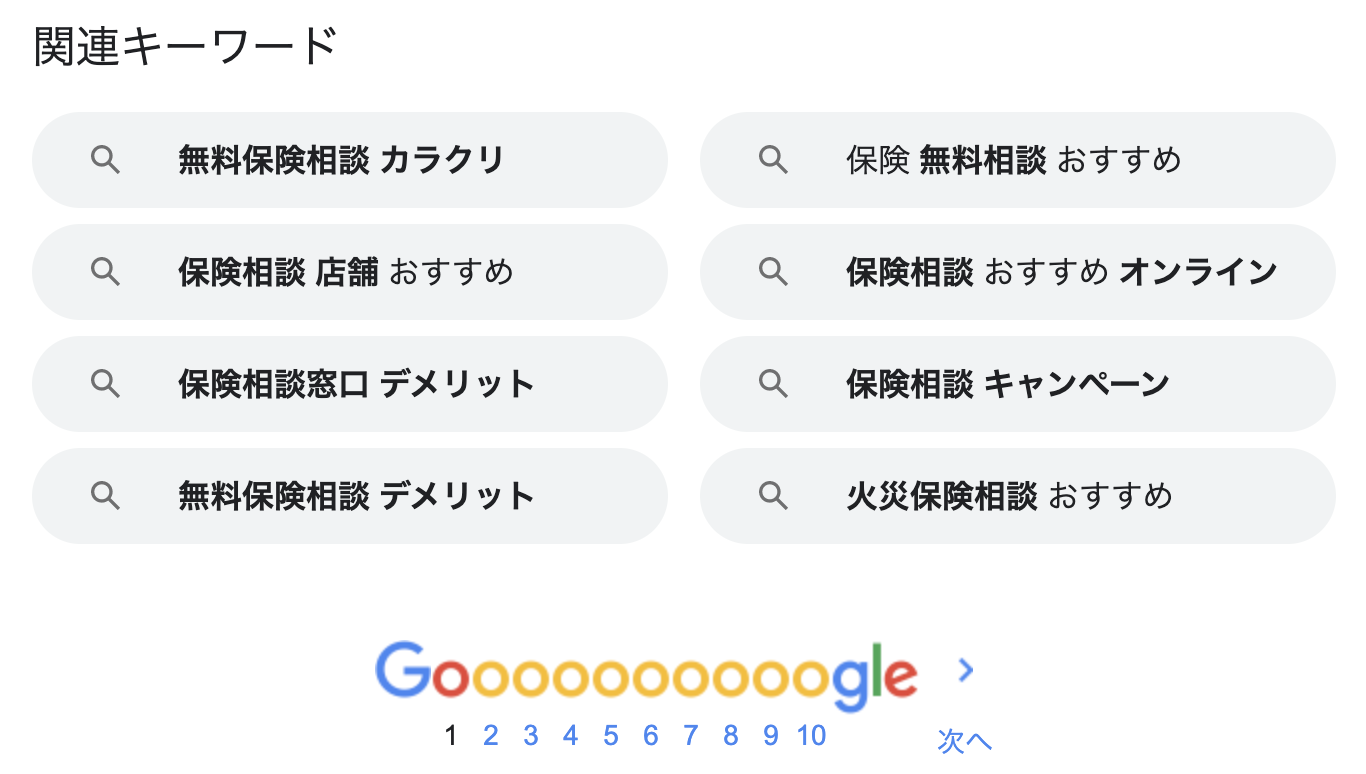 関連キーワード
無料保険相談 カラクリ
保険 無料相談 おすすめ
保険相談 店舗 おすすめ
保険相談 おすすめ オンライン
保険相談窓口 デメリット
保険相談 キャンペーン
無料保険相談 デメリット
火災保険相談 おすすめ
Goooooooooogle
1 2 3 4 5 6 7 8 9 10 次へ